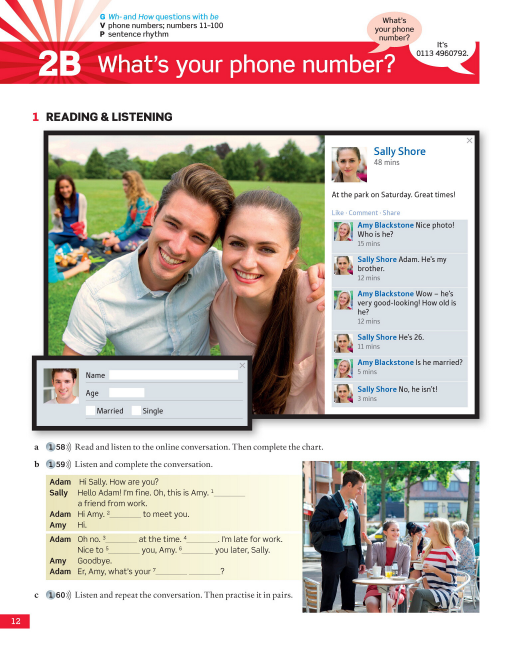 G Wh- and How questions with be
V phone numbers; numbers 11–100
P sentence rhythm
What's
your phone
number?
It's
0113 4960792.
2B What's your phone number?
1 READING & LISTENING
Sally Shore
48 mins
At the park on Saturday. Great times!
Like · Comment · Share
Amy Blackstone Nice photo!
Who is he?
15 mins
Sally Shore Adam. He's my
brother.
12 mins
Amy Blackstone Wow – he's
very good-looking! How old is
he?
12 mins
Sally Shore He's 26.
11 mins
Amy Blackstone Is he married?
5 mins
Sally Shore No, he isn't!
3 mins
Name
Age
Married Single
a 1 58))) Read and listen to the online conversation. Then complete the chart.
b 1 59))) Listen and complete the conversation.
Adam Hi Sally. How are you?
Sally Hello Adam! I'm fine. Oh, this is Amy. 1_______
a friend from work.
Adam Hi Amy. 2_______ to meet you.
Amy Hi.
Adam Oh no. 3_______ at the time. 4_______. I'm late for work.
Nice to 5_______ you, Amy. 6_______ you later, Sally.
Amy Goodbye.
Adam Er, Amy, what's your 7_______ _______?
c 1 60))) Listen and repeat the conversation. Then practise it in pairs.
12